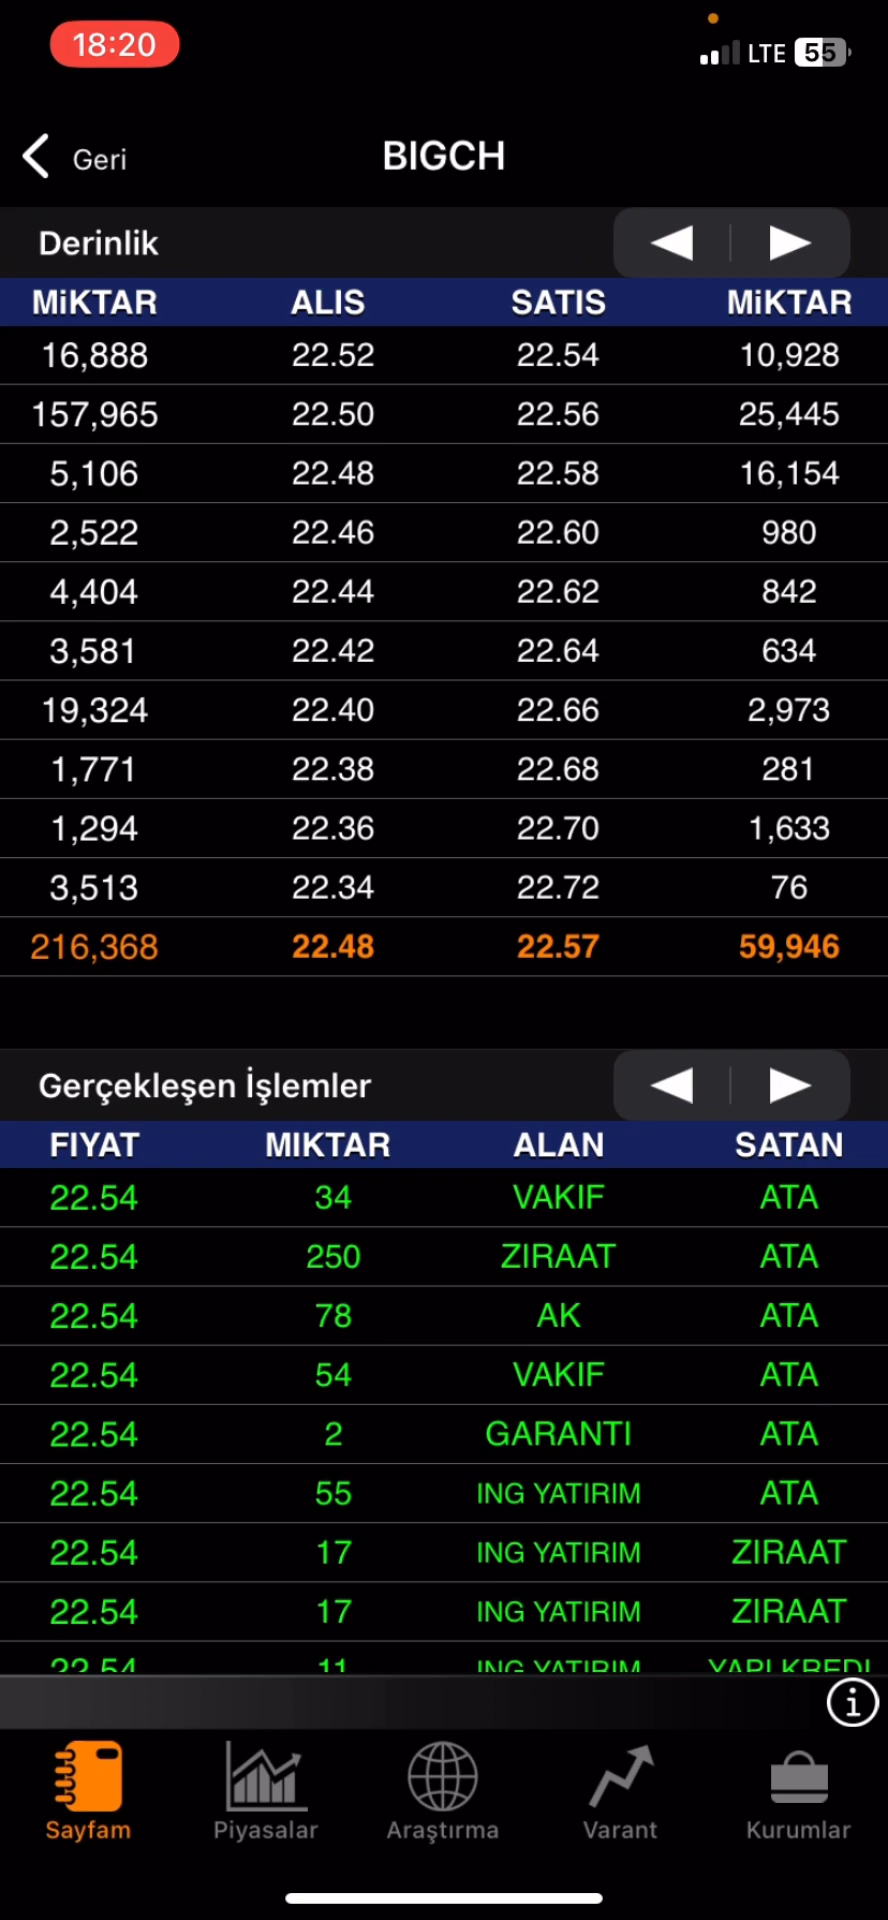 18:20 LTE 55
Geri BIGCH
Derinlik
MiKTAR ALIS SATIS MiKTAR
16,888 22.52 22.54 10,928
157,965 22.50 22.56 25,445
5,106 22.48 22.58 16,154
2,522 22.46 22.60 980
4,404 22.44 22.62 842
3,581 22.42 22.64 634
19,324 22.40 22.66 2,973
1,771 22.38 22.68 281
1,294 22.36 22.70 1,633
3,513 22.34 22.72 76
216,368 22.48 22.57 59,946
Gerçekleşen İşlemler
FIYAT MIKTAR ALAN SATAN
22.54 34 VAKIF ATA
22.54 250 ZIRAAT ATA
22.54 78 AK ATA
22.54 54 VAKIF ATA
22.54 2 GARANTI ATA
22.54 55 ING YATIRIM ATA
22.54 17 ING YATIRIM ZIRAAT
22.54 17 ING YATIRIM ZIRAAT
22.54 11 ING YATIRIM YAPI KREDI
Sayfam Piyasalar Araştırma Varant Kurumlar